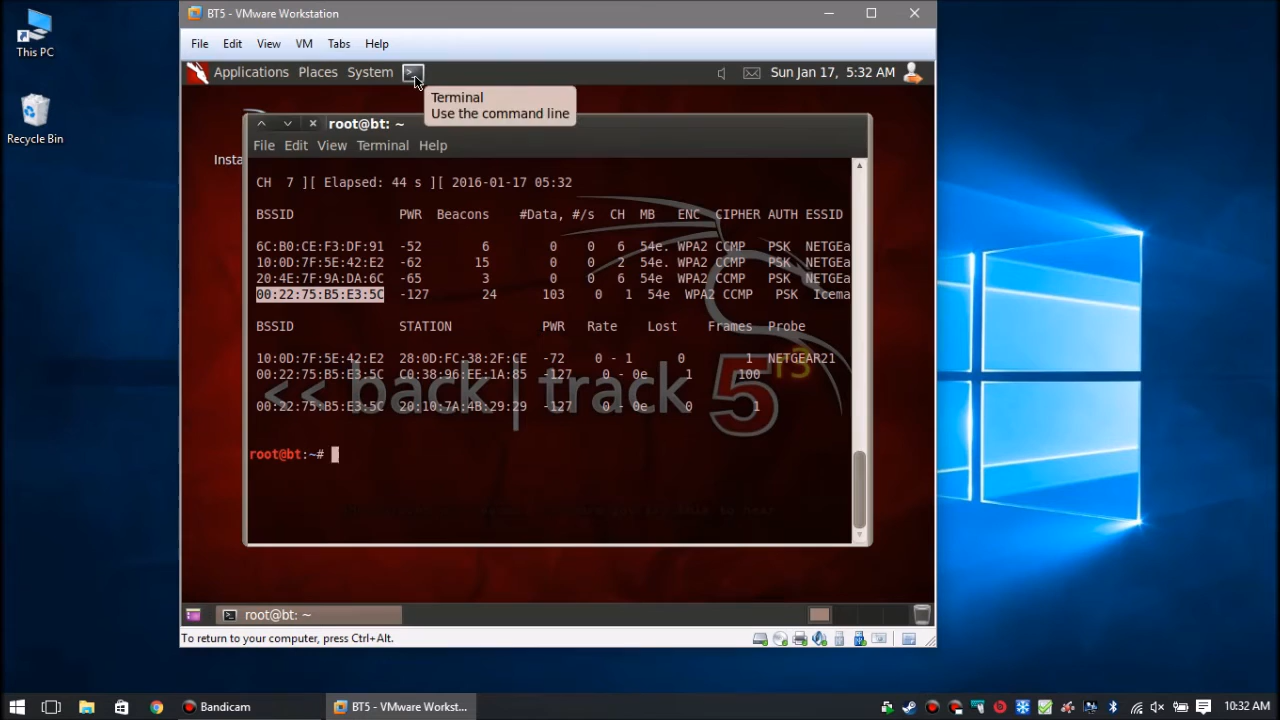 This PC
Recycle Bin
BT5 - VMware Workstation
File Edit View VM Tabs Help
Applications Places System Sun Jan 17, 5:32 AM
Terminal
Use the command line
Insta
root@bt: ~
File Edit View Terminal Help
CH 7 ][ Elapsed: 44 s ][ 2016-01-17 05:32
BSSID PWR Beacons #Data, #/s CH MB ENC CIPHER AUTH ESSID
6C:B0:CE:F3:DF:91 -52 6 0 0 6 54e. WPA2 CCMP PSK NETGEa
10:0D:7F:5E:42:E2 -62 15 0 0 2 54e. WPA2 CCMP PSK NETGEa
20:4E:7F:9A:DA:6C -65 3 0 0 6 54e. WPA2 CCMP PSK NETGEa
00:22:75:B5:E3:5C -127 24 103 0 1 54e WPA2 CCMP PSK Icema
BSSID STATION PWR Rate Lost Frames Probe
10:0D:7F:5E:42:E2 28:0D:FC:38:2F:CE -72 0 - 1 0 1 NETGEAR21
00:22:75:B5:E3:5C C0:38:96:EE:1A:85 -127 0 - 0e 1 100
<< back | track 5 r3
00:22:75:B5:E3:5C 20:10:7A:4B:29:29 -127 0 - 0e 0 1
root@bt:~#
root@bt: ~
To return to your computer, press Ctrl+Alt.
Bandicam BT5 - VMware Workst... 10:32 AM